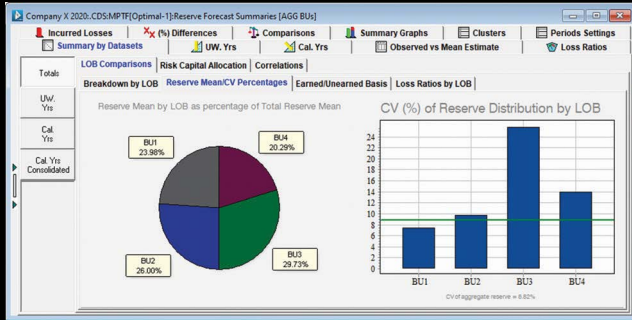 Company X 2020:.CDS:MPTF[Optimal-1]:Reserve Forecast Summaries [AGG BUs]
Incurred Losses
(%) Differences
Comparisons
Summary Graphs
Clusters
Periods Settings
Summary by Datasets
UW. Yrs
Cal. Yrs
Observed vs Mean Estimate
Loss Ratios
Totals
UW.
Yrs
Cal.
Yrs
Cal. Yrs
Consolidated
LOB Comparisons
Risk Capital Allocation
Correlations
Breakdown by LOB
Reserve Mean/CV Percentages
Earned/Unearned Basis
Loss Ratios by LOB
Reserve Mean by LOB as percentage of Total Reserve Mean
BU1
23.98%
BU4
20.29%
BU2
26.00%
BU3
29.73%
CV (%) of Reserve Distribution by LOB
24
22
20
18
16
14
12
10
8
6
4
2
0
BU1
BU2
BU3
BU4
CV of aggregate reserve = 8.82%